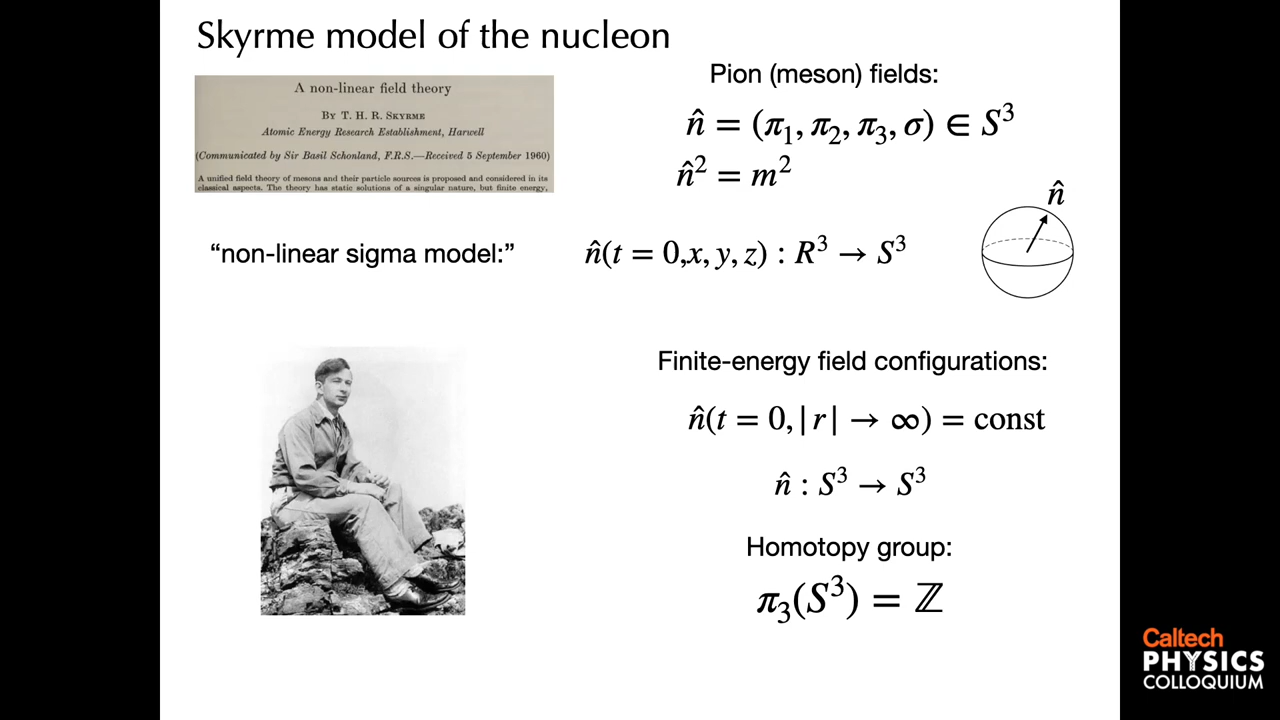 Skyrme model of the nucleon
A non-linear field theory
By T. H. R. Skyrme
Atomic Energy Research Establishment, Harwell
(Communicated by Sir Basil Schonland, F.R.S.—Received 5 September 1960)
A unified field theory of mesons and their particle sources is proposed and considered in its
classical aspects. The theory has static solutions of a singular nature, but finite energy,
Pion (meson) fields:
n̂ = (π₁, π₂, π₃, σ) ∈ S³
n̂² = m²
n̂
“non-linear sigma model:”
n̂(t = 0,x, y, z) : R³ → S³
Finite-energy field configurations:
n̂(t = 0, |r| → ∞) = const
n̂ : S³ → S³
Homotopy group:
π₃(S³) = ℤ
Caltech
PHYSICS
COLLOQUIUM